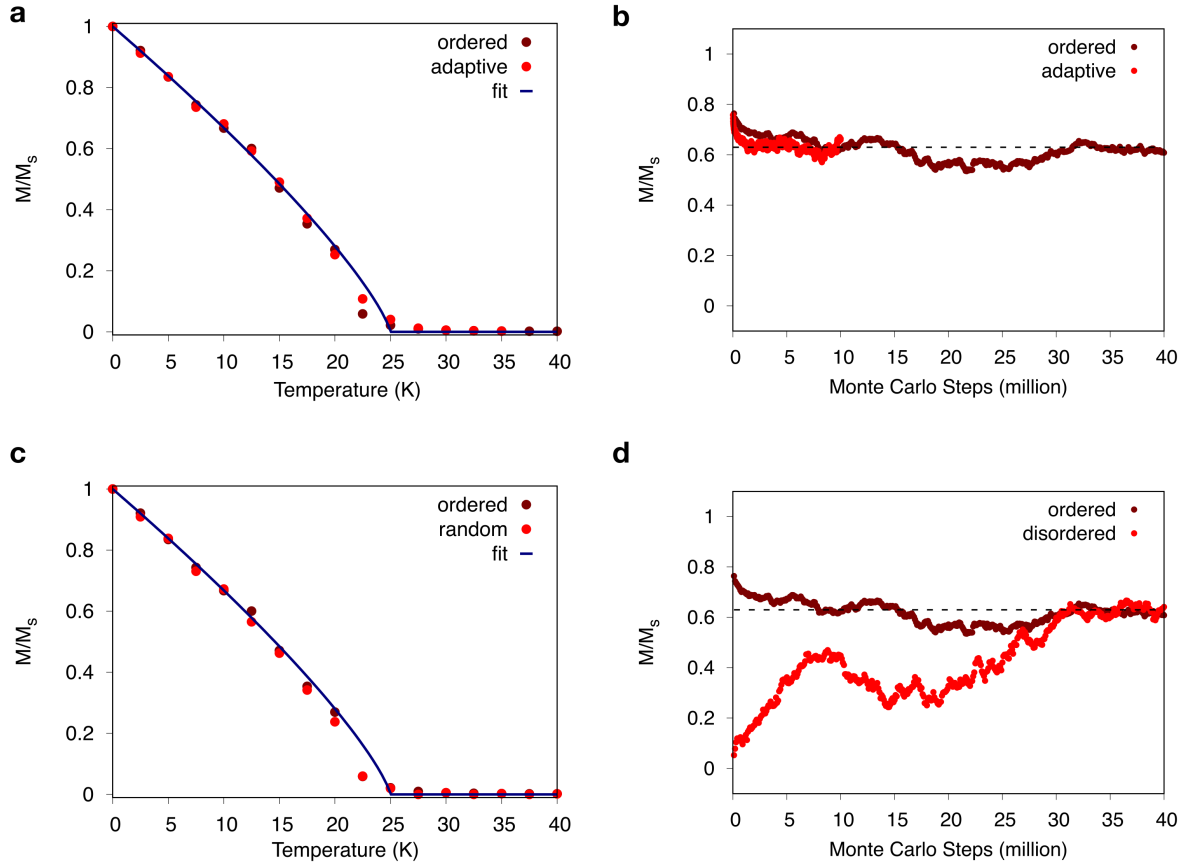 a
1
0.8
0.6
0.4
0.2
0
M/Ms
ordered
adaptive
fit
0 5 10 15 20 25 30 35 40
Temperature (K)
b
1
0.8
0.6
0.4
0.2
0
M/Ms
ordered
adaptive
0 5 10 15 20 25 30 35 40
Monte Carlo Steps (million)
c
1
0.8
0.6
0.4
0.2
0
M/Ms
ordered
random
fit
0 5 10 15 20 25 30 35 40
Temperature (K)
d
1
0.8
0.6
0.4
0.2
0
M/Ms
ordered
disordered
0 5 10 15 20 25 30 35 40
Monte Carlo Steps (million)